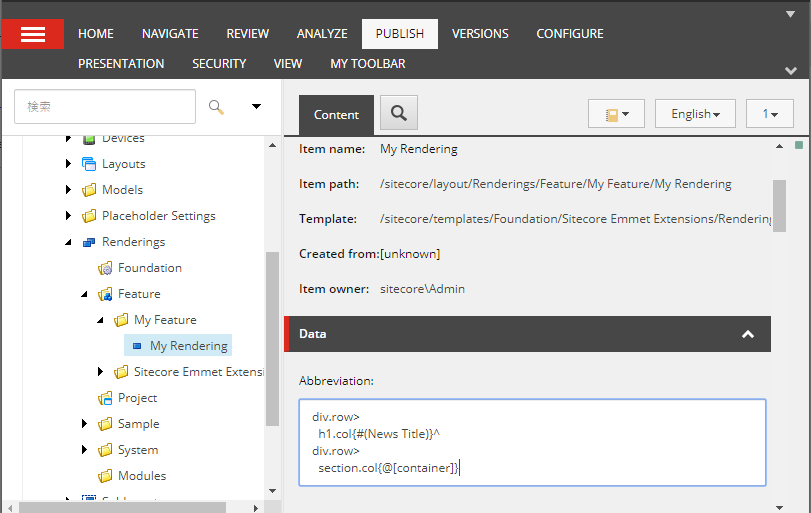 HOME NAVIGATE REVIEW ANALYZE PUBLISH VERSIONS CONFIGURE
PRESENTATION SECURITY VIEW MY TOOLBAR
検索
Content
English
1
Devices
Layouts
Models
Placeholder Settings
Renderings
Foundation
Feature
My Feature
My Rendering
Sitecore Emmet Extensi
Project
Sample
System
Modules
Item name: My Rendering
Item path: /sitecore/layout/Renderings/Feature/My Feature/My Rendering
Template: /sitecore/templates/Foundation/Sitecore Emmet Extensions/Rendering
Created from: [unknown]
Item owner: sitecore\Admin
Data
Abbreviation:
div.row>
h1.col{#(News Title)}^
div.row>
section.col{@[container]}